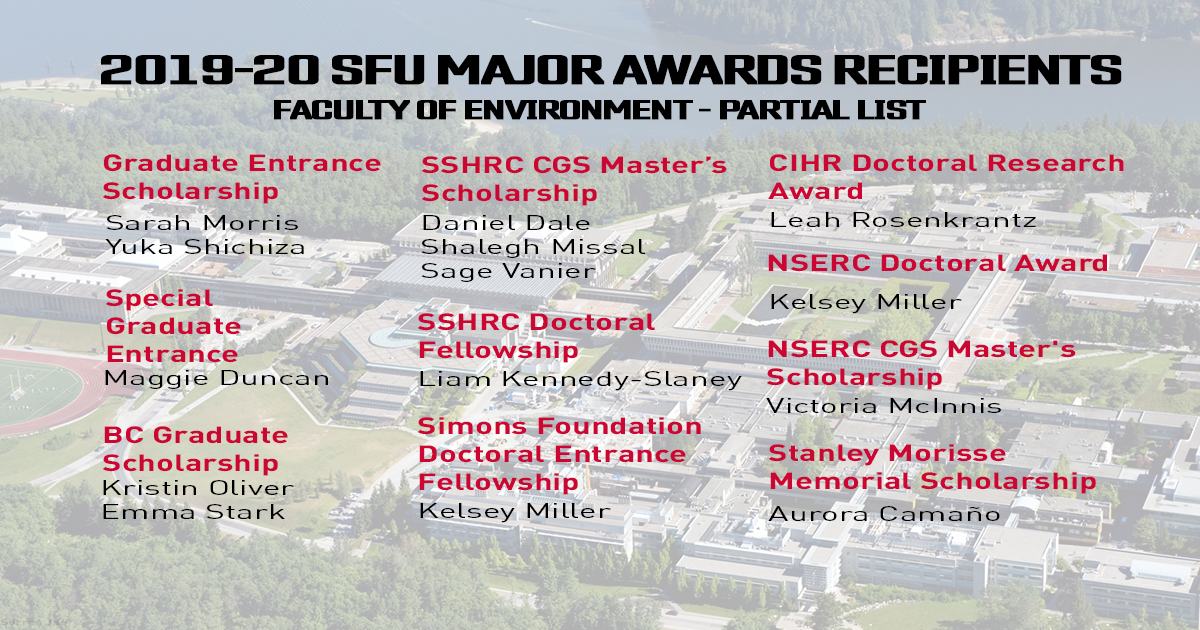 2019-20 SFU MAJOR AWARDS RECIPIENTS
FACULTY OF ENVIRONMENT - PARTIAL LIST
Graduate Entrance
Scholarship
Sarah Morris
Yuka Shichiza
Special
Graduate
Entrance
Maggie Duncan
BC Graduate
Scholarship
Kristin Oliver
Emma Stark
SSHRC CGS Master’s
Scholarship
Daniel Dale
Shalegh Missal
Sage Vanier
SSHRC Doctoral
Fellowship
Liam Kennedy-Slaney
Simons Foundation
Doctoral Entrance
Fellowship
Kelsey Miller
CIHR Doctoral Research
Award
Leah Rosenkrantz
NSERC Doctoral Award
Kelsey Miller
NSERC CGS Master's
Scholarship
Victoria McInnis
Stanley Morisse
Memorial Scholarship
Aurora Camaño